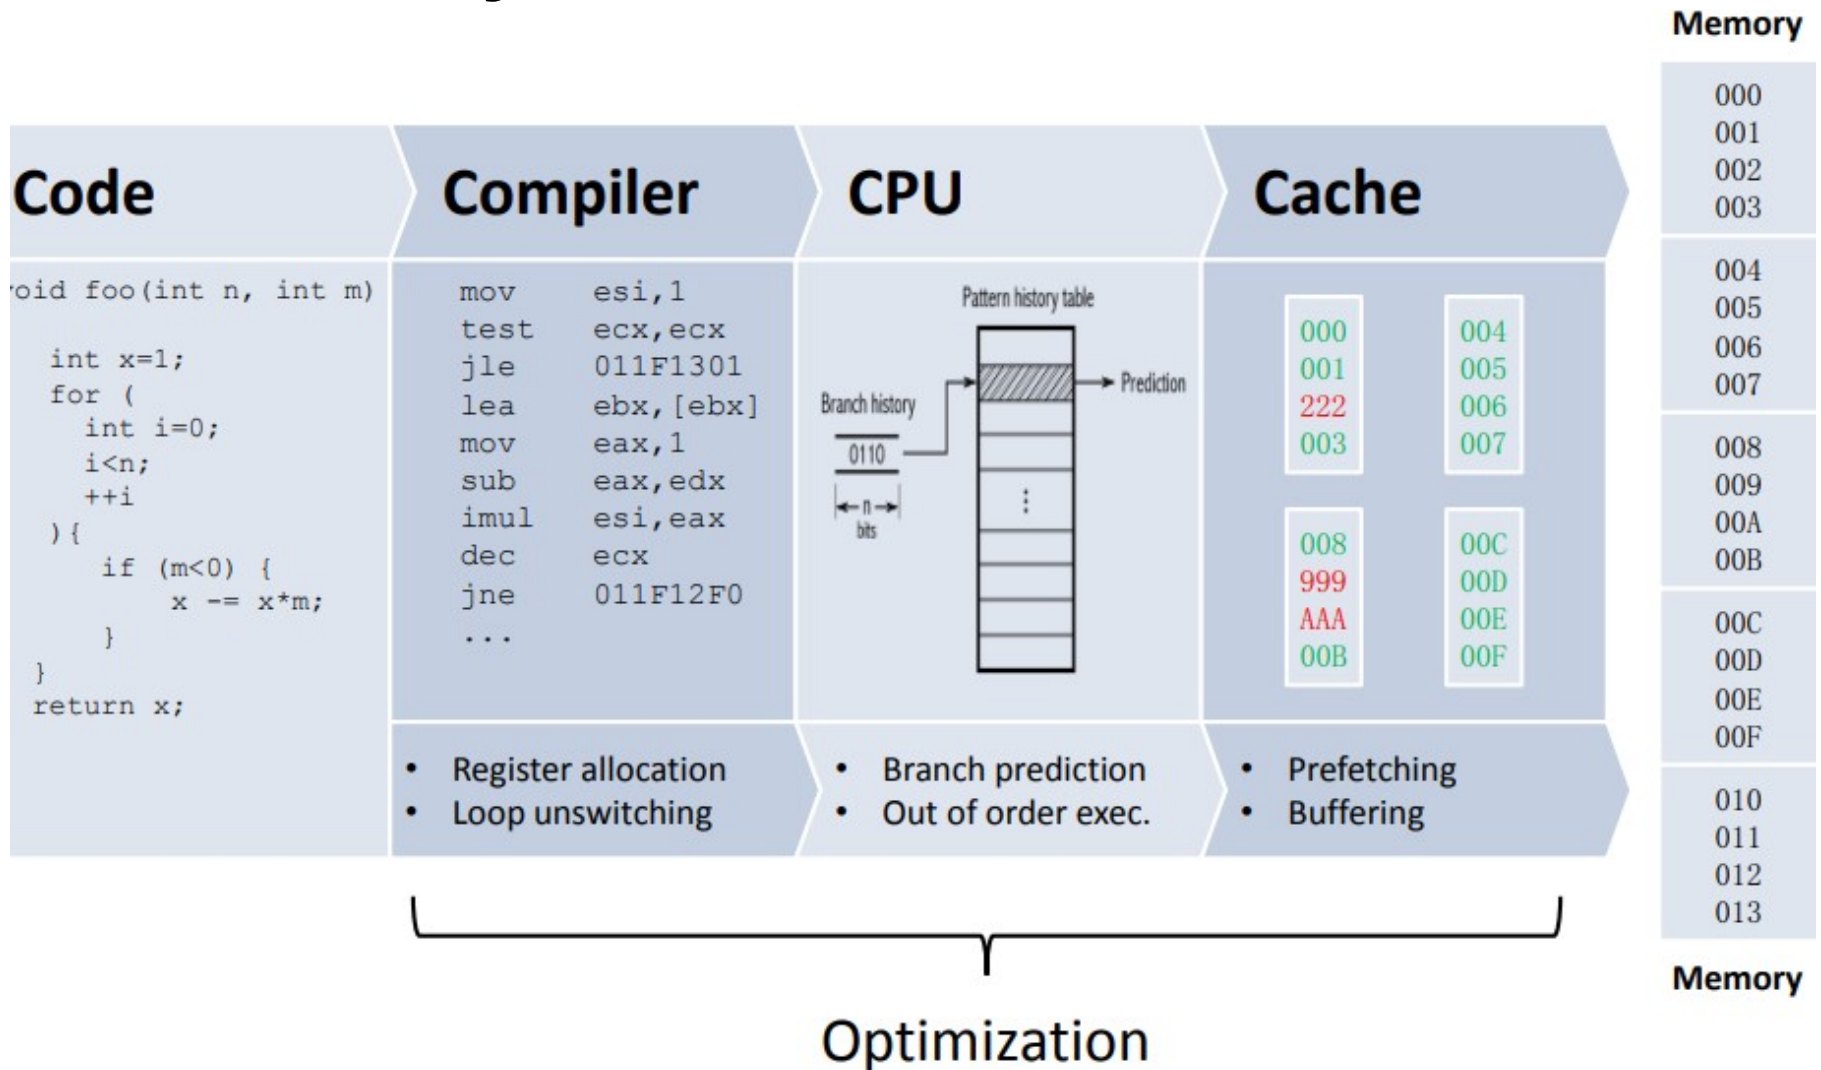 Memory
Code
Compiler
CPU
Cache
oid foo(int n, int m)
int x=1;
for (
int i=0;
i<n;
++i
){
if (m<0) {
x -= x*m;
}
}
return x;
mov esi,1
test ecx,ecx
jle 011F1301
lea ebx,[ebx]
mov eax,1
sub eax,edx
imul esi,eax
dec ecx
jne 011F12F0
...
Pattern history table
Prediction
Branch history
0110
n
bits
000
001
222
003
004
005
006
007
008
999
AAA
00B
00C
00D
00E
00F
• Register allocation
• Loop unswitching
• Branch prediction
• Out of order exec.
• Prefetching
• Buffering
000
001
002
003
004
005
006
007
008
009
00A
00B
00C
00D
00E
00F
010
011
012
013
Memory
Optimization